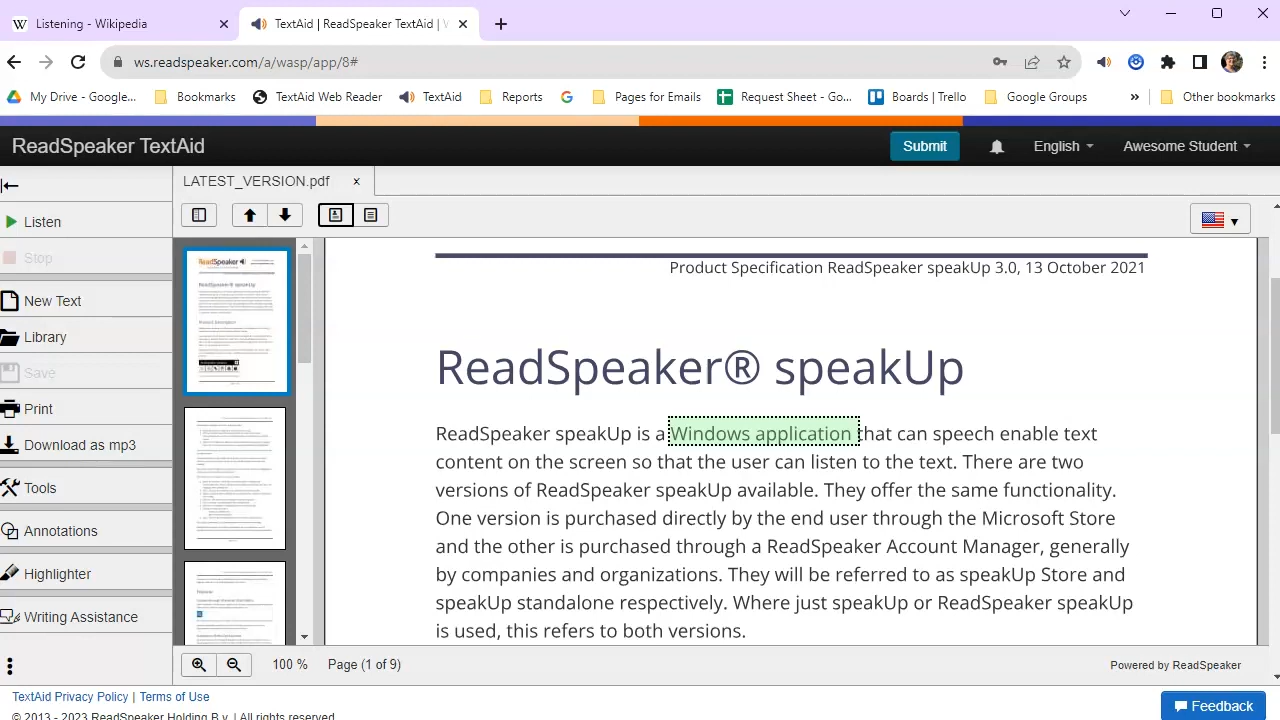 Listening - Wikipedia
TextAid | ReadSpeaker TextAid | V
ws.readspeaker.com/a/wasp/app/8#
My Drive - Google... Bookmarks TextAid Web Reader TextAid Reports Pages for Emails Request Sheet - Go... Boards | Trello Google Groups » Other bookmarks
ReadSpeaker TextAid Submit English Awesome Student
LATEST_VERSION.pdf
Listen
Stop
New Text
Library
Save
Print
Download as mp3
Tools
Annotations
Highlighter
Writing Assistance
Product Specification ReadSpeaker speakUp 3.0, 13 October 2021
ReadSpeaker® speakUp
ReadSpeaker speakUp is a windows application that can speech enable text
content on the screen so that the user can listen to the text. There are two
versions of ReadSpeaker speakUp available. They offer the same functionality.
One version is purchased directly by the end user through the Microsoft Store
and the other is purchased through a ReadSpeaker Account Manager, generally
by companies and organisations. They will be referred to as speakUp Store and
speakUp standalone respectively. Where just speakUp or ReadSpeaker speakUp
is used, this refers to both versions.
100 % Page (1 of 9) Powered by ReadSpeaker
TextAid Privacy Policy | Terms of Use
© 2013 - 2023 ReadSpeaker Holding B.v. | All rights reserved
Feedback